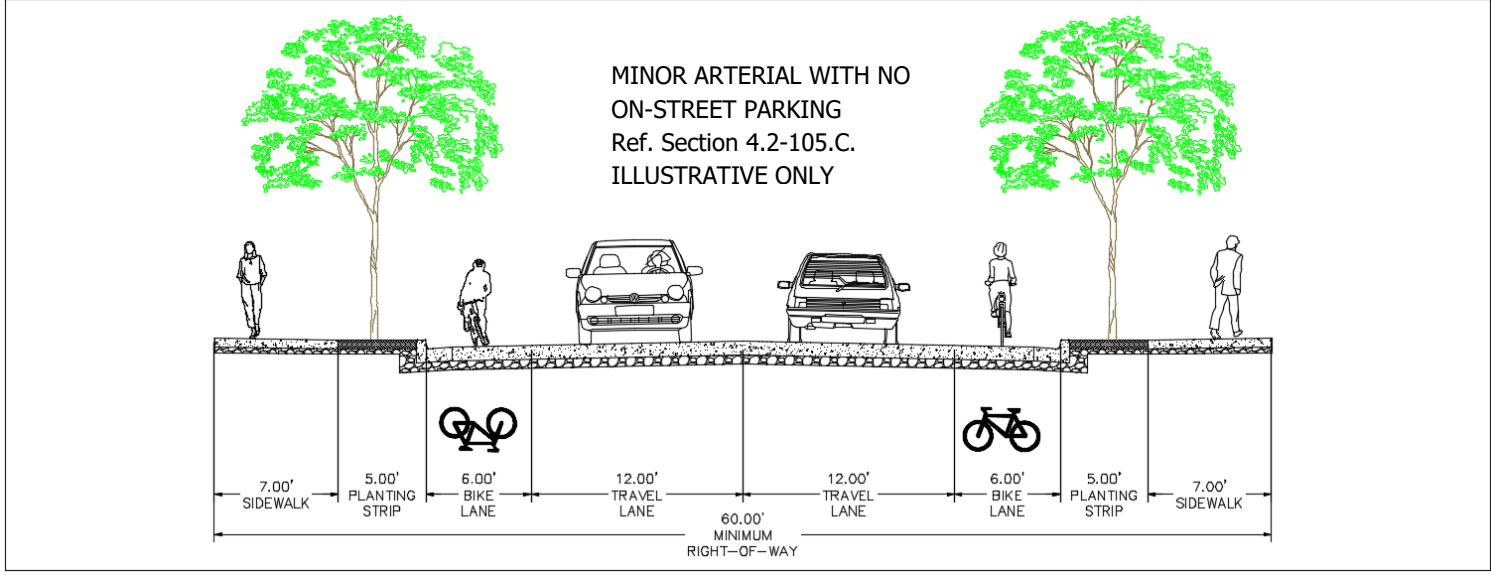 MINOR ARTERIAL WITH NO
ON-STREET PARKING
Ref. Section 4.2-105.C.
ILLUSTRATIVE ONLY
7.00'
SIDEWALK
5.00'
PLANTING
STRIP
6.00'
BIKE
LANE
12.00'
TRAVEL
LANE
12.00'
TRAVEL
LANE
6.00'
BIKE
LANE
5.00'
PLANTING
STRIP
7.00'
SIDEWALK
60.00'
MINIMUM
RIGHT-OF-WAY